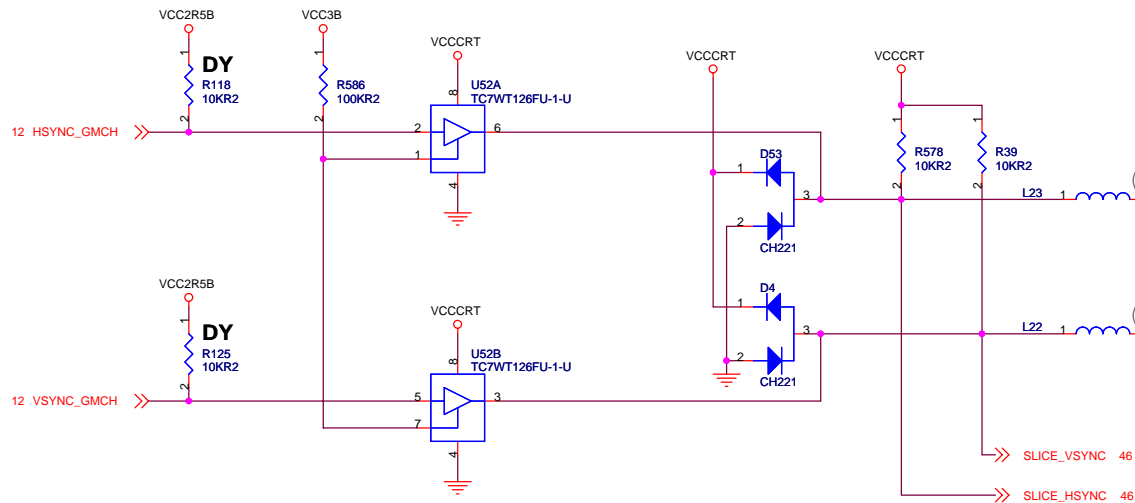 VCC2R5B
VCC3B
VCCCRT
VCCCRT
VCCCRT
1
DY
R118
10KR2
2
1
R586
100KR2
2
8
U52A
TC7WT126FU-1-U
12 HSYNC_GMCH
2
6
1
4
1
D53
3
2
CH221
1
R578
10KR2
2
1
R39
10KR2
2
L23
1
VCC2R5B
VCCCRT
1
DY
R125
10KR2
2
8
U52B
TC7WT126FU-1-U
12 VSYNC_GMCH
5
3
7
4
D4
1
3
2
CH221
L22
1
SLICE_VSYNC 46
SLICE_HSYNC 46